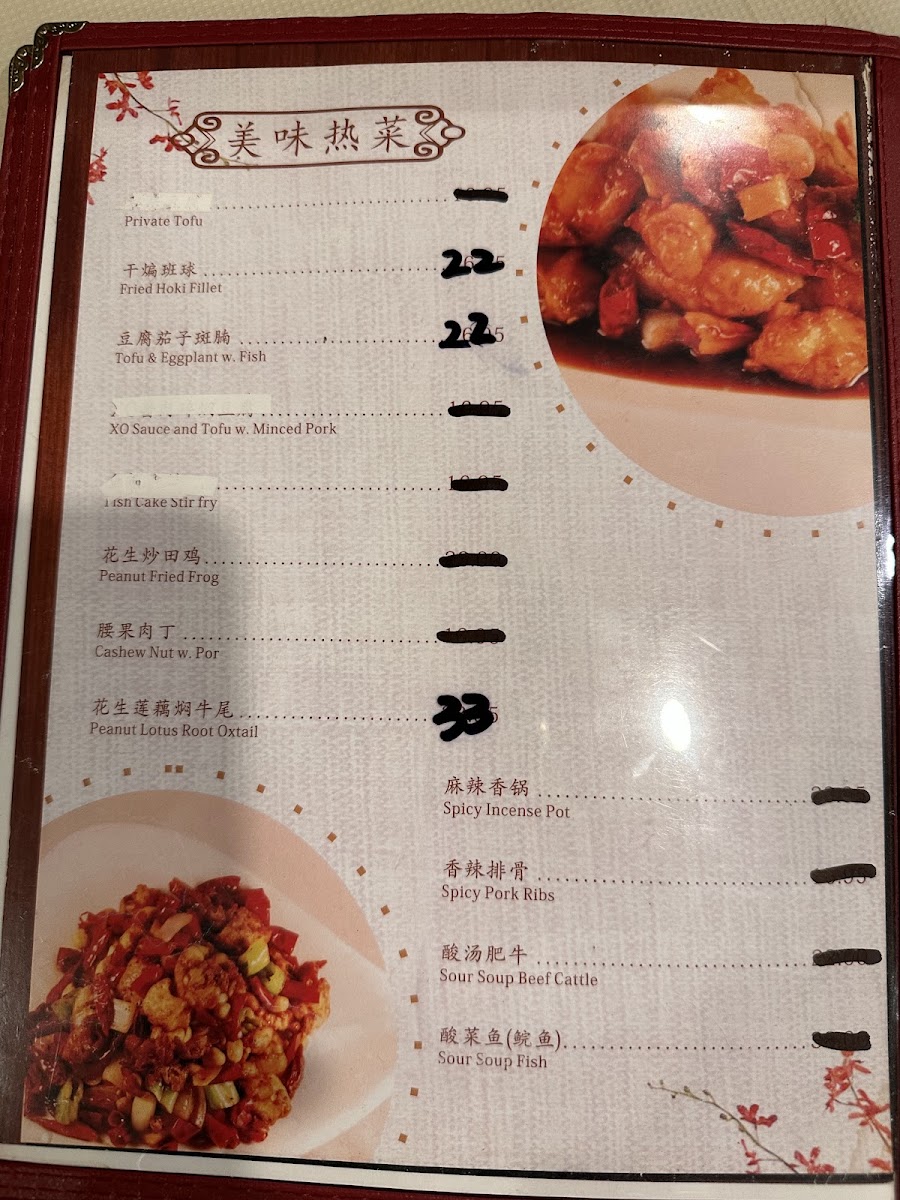 美味热菜
Private Tofu
干煸班球 22
Fried Hoki Fillet
豆腐茄子斑腩 22
Tofu & Eggplant w. Fish
XO Sauce and Tofu w. Minced Pork
Fish Cake Stir fry
花生炒田鸡
Peanut Fried Frog
腰果肉丁
Cashew Nut w. Por
花生莲藕焖牛尾 33
Peanut Lotus Root Oxtail
麻辣香锅
Spicy Incense Pot
香辣排骨
Spicy Pork Ribs
酸汤肥牛
Sour Soup Beef Cattle
酸菜鱼(鲩鱼)
Sour Soup Fish